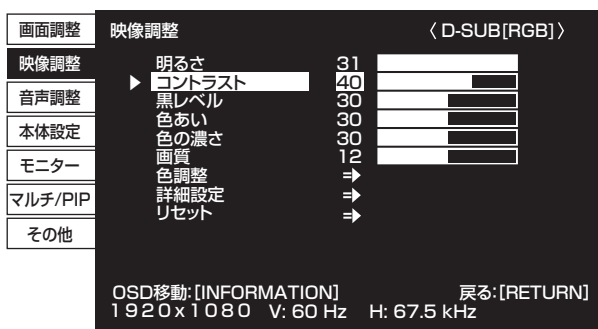 画面調整
映像調整
音声調整
本体設定
モニター
マルチ/PIP
その他
映像調整 〈D-SUB[RGB]〉
明るさ 31
コントラスト 40
黒レベル 30
色あい 30
色の濃さ 30
画質 12
色調整
詳細設定
リセット
OSD移動:[INFORMATION] 戻る:[RETURN]
1920x1080 V: 60 Hz H: 67.5 kHz